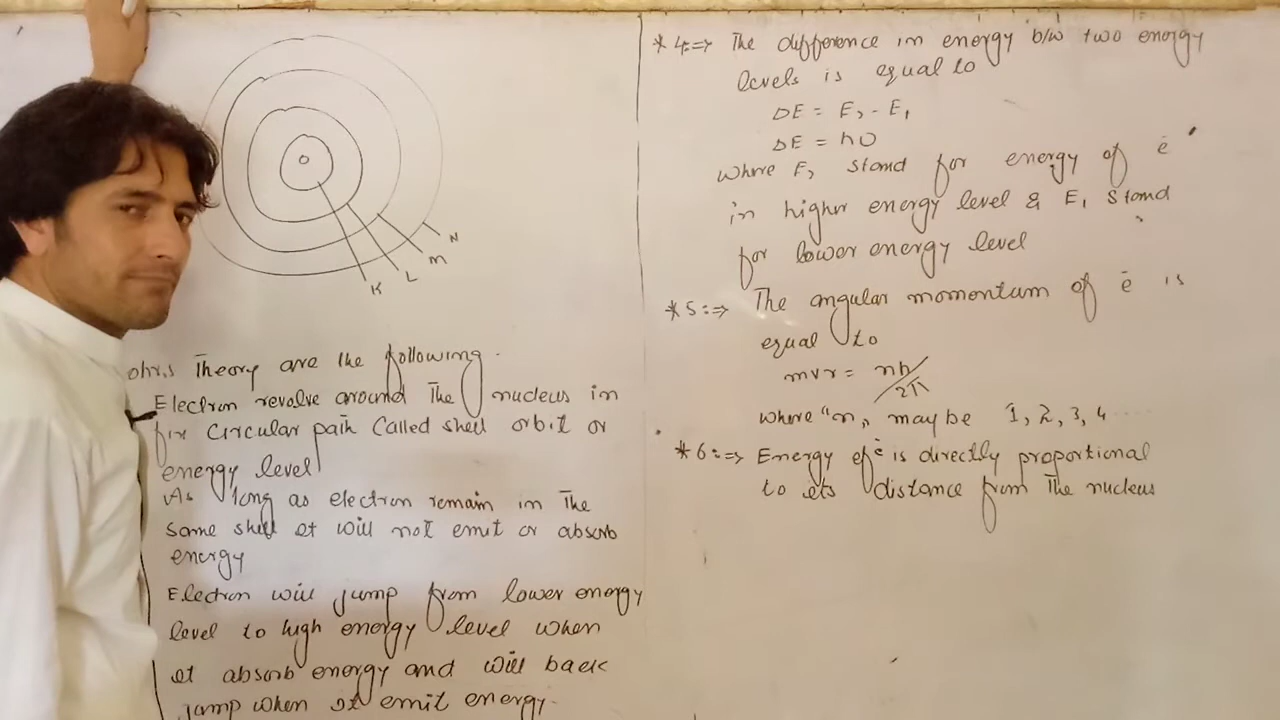 K
L
M
N
ohr,s Theory are the following.
Electron revolve around The nucleus in
fix Circular path Called shell orbit or
energy level
As long as electron remain in The
same shell et will not emit or absorb
energy
Electron will jump from lower energy
level to high energy level when
et absorb energy and will back
jump when it emit energy.
* 4:=> The difference in energy b/w two energy
levels is equal to
ΔE = E2 - E1
ΔE = hυ
where E2 stand for energy of e-
in higher energy level & E1 Stand
for lower energy level
* 5:=> The angular momentum of e- is
equal to
mvr = nh/2π
where "n" may be 1, 2, 3, 4 .....
* 6:=> Energy of e- is directly proportional
to ets distance from The nucleus